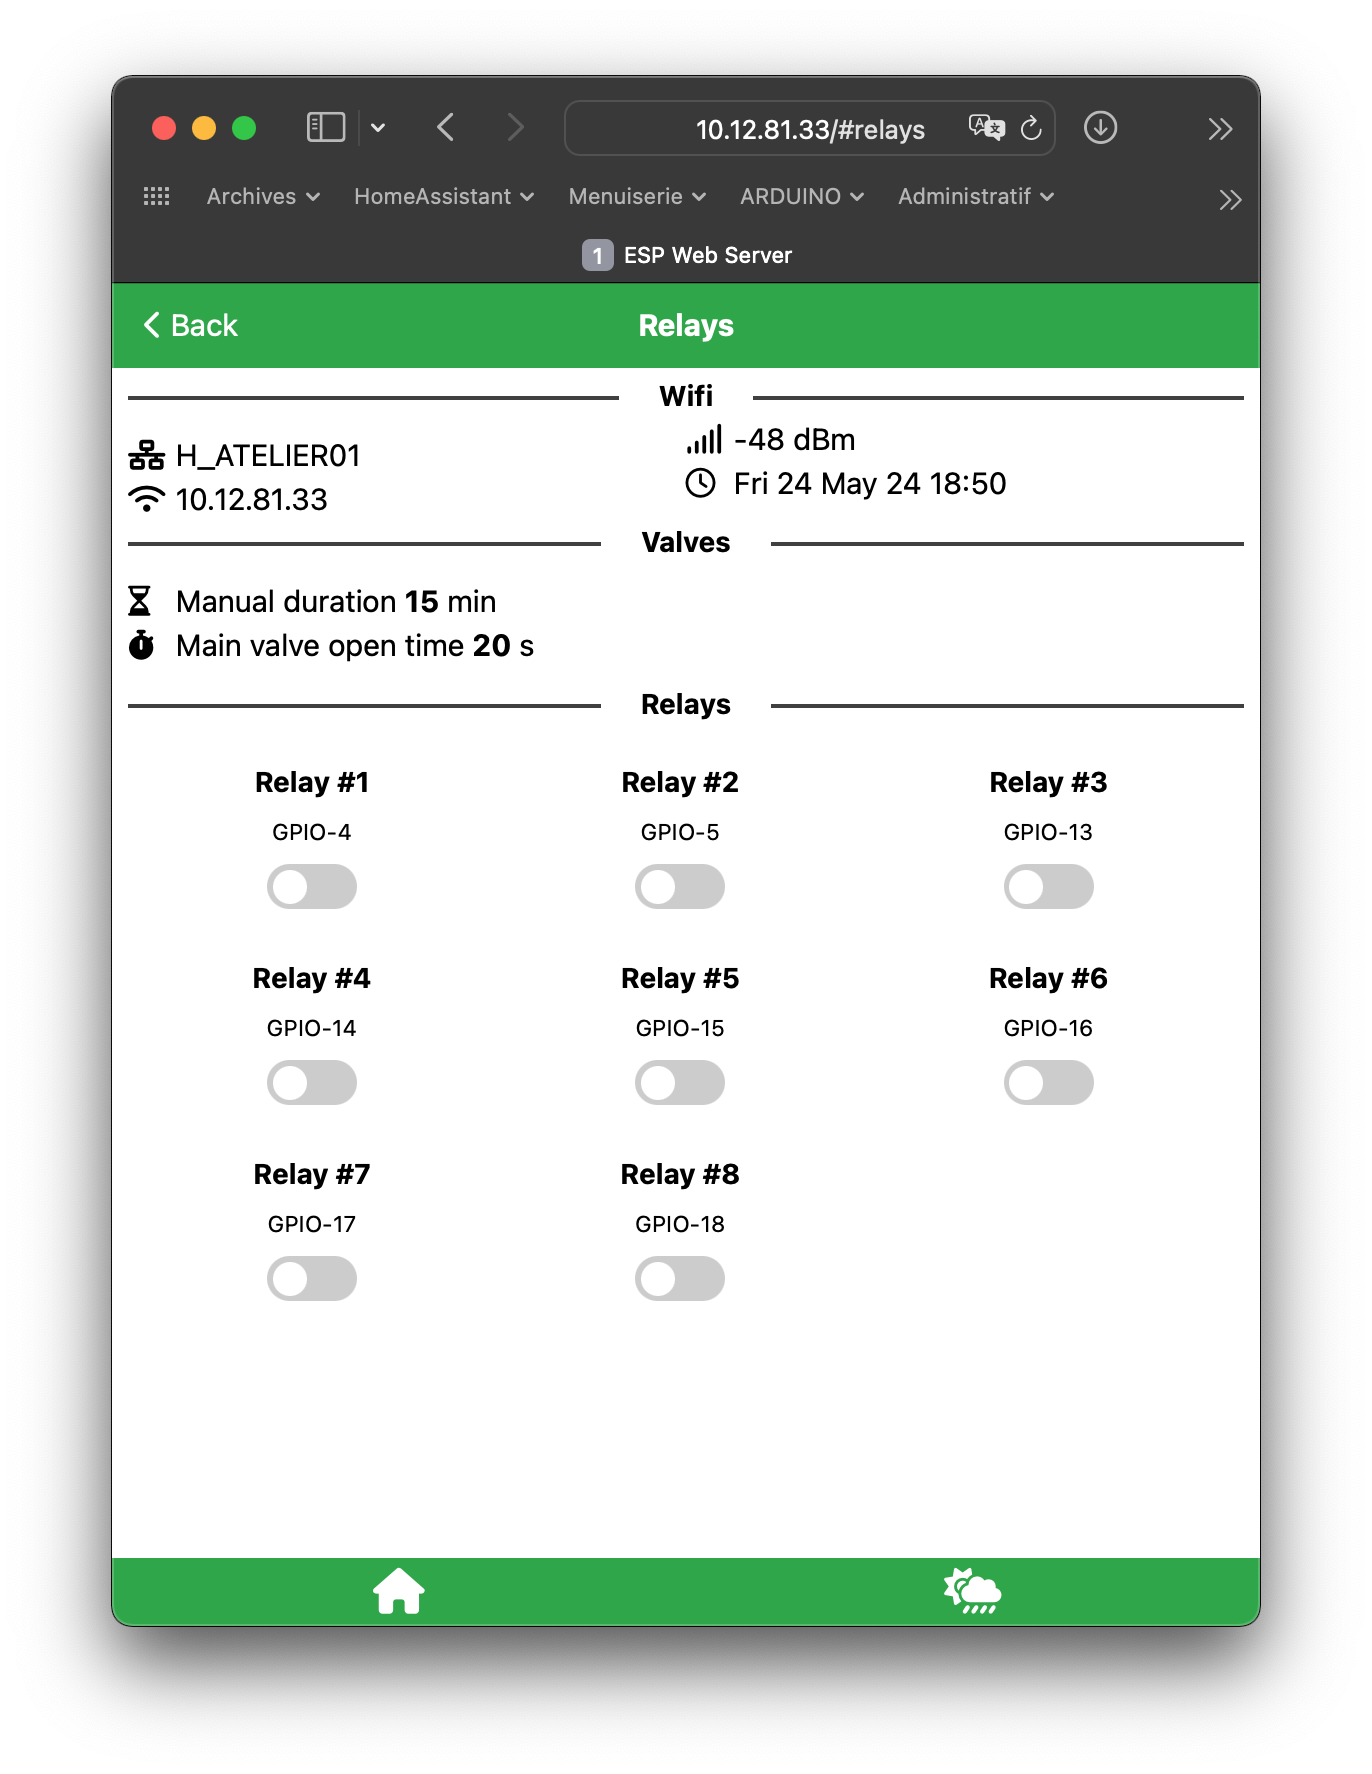 10.12.81.33/#relays
Archives HomeAssistant Menuiserie ARDUINO Administratif
1 ESP Web Server
Back Relays
Wifi
H_ATELIER01
10.12.81.33
-48 dBm
Fri 24 May 24 18:50
Valves
Manual duration 15 min
Main valve open time 20 s
Relays
Relay #1 Relay #2 Relay #3
GPIO-4 GPIO-5 GPIO-13
Relay #4 Relay #5 Relay #6
GPIO-14 GPIO-15 GPIO-16
Relay #7 Relay #8
GPIO-17 GPIO-18